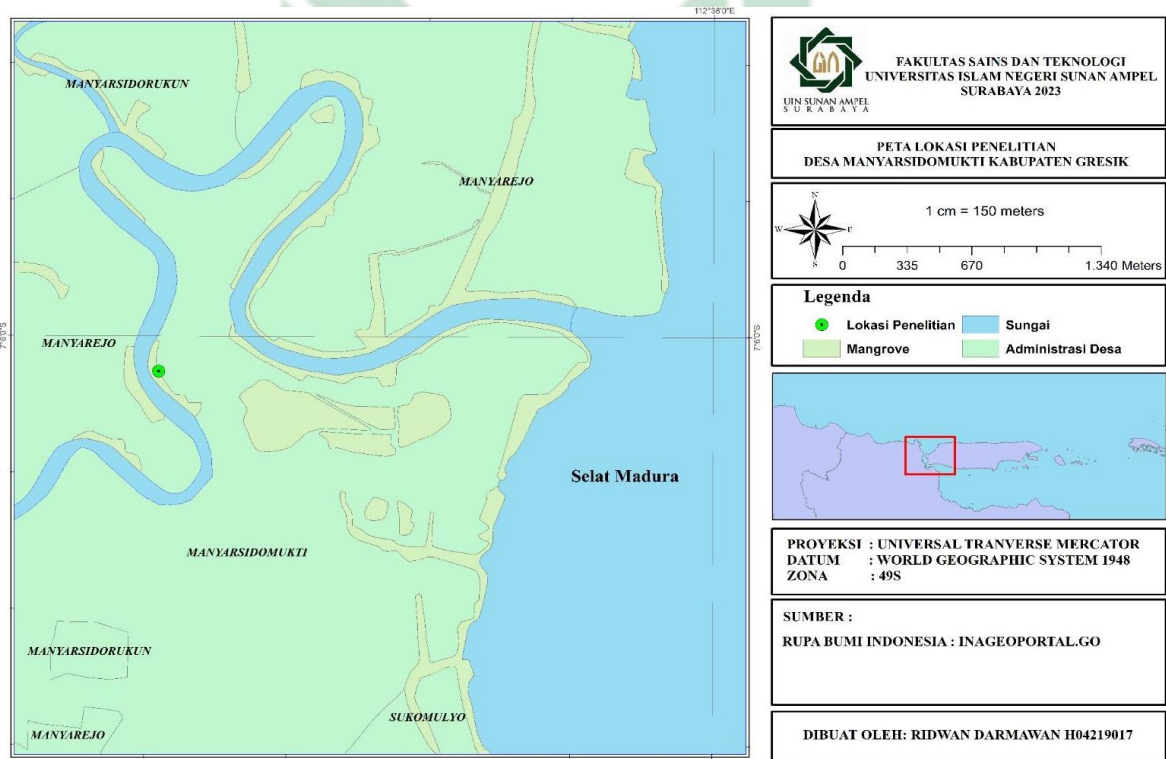 112°38'0"E
MANYARSIDORUKUN
MANYAREJO
7°6'0"S
7°6'0"S
MANYAREJO
Selat Madura
MANYARSIDOMUKTI
MANYARSIDORUKUN
MANYAREJO
SUKOMULYO
UIN SUNAN AMPEL
S U R A B A Y A
FAKULTAS SAINS DAN TEKNOLOGI
UNIVERSITAS ISLAM NEGERI SUNAN AMPEL
SURABAYA 2023
PETA LOKASI PENELITIAN
DESA MANYARSIDOMUKTI KABUPATEN GRESIK
N
W E
S
1 cm = 150 meters
0 335 670 1.340 Meters
Legenda
Lokasi Penelitian Sungai
Mangrove Administrasi Desa
PROYEKSI : UNIVERSAL TRANVERSE MERCATOR
DATUM : WORLD GEOGRAPHIC SYSTEM 1948
ZONA : 49S
SUMBER :
RUPA BUMI INDONESIA : INAGEOPORTAL.GO
DIBUAT OLEH: RIDWAN DARMAWAN H04219017